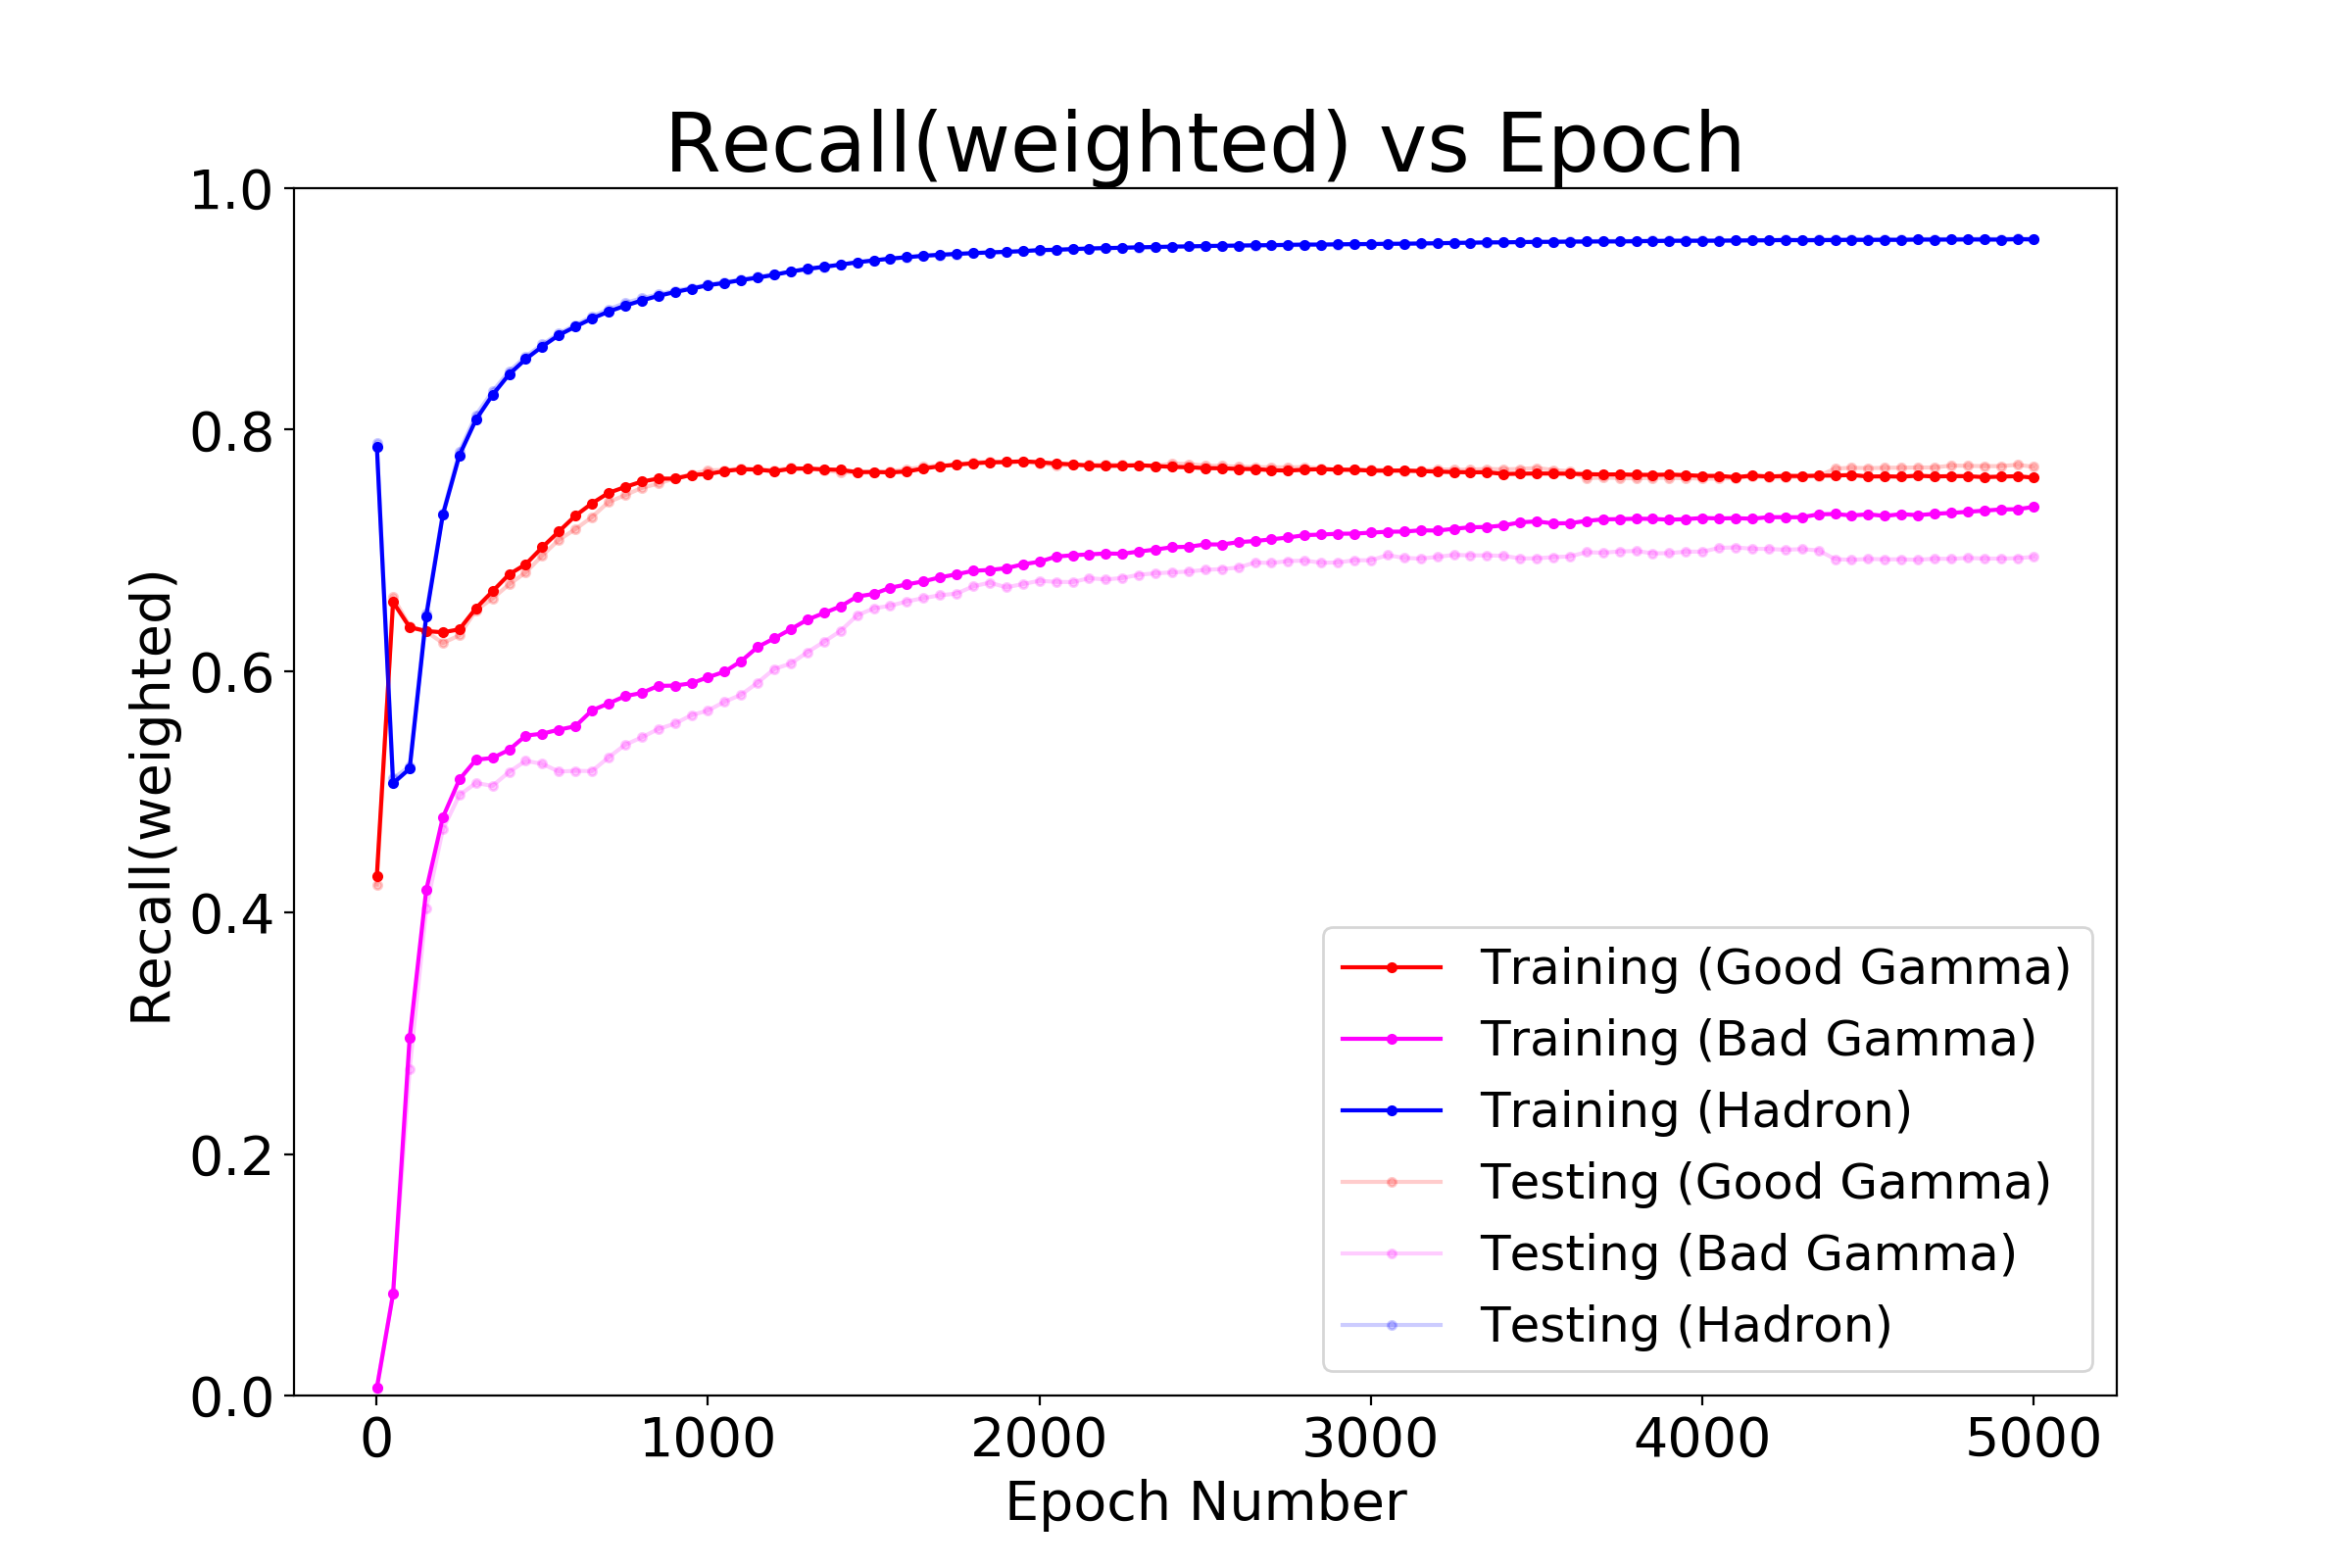 Recall(weighted) vs Epoch
1.0
0.8
0.6
0.4
0.2
0.0
Recall(weighted)
0 1000 2000 3000 4000 5000
Epoch Number
Training (Good Gamma)
Training (Bad Gamma)
Training (Hadron)
Testing (Good Gamma)
Testing (Bad Gamma)
Testing (Hadron)